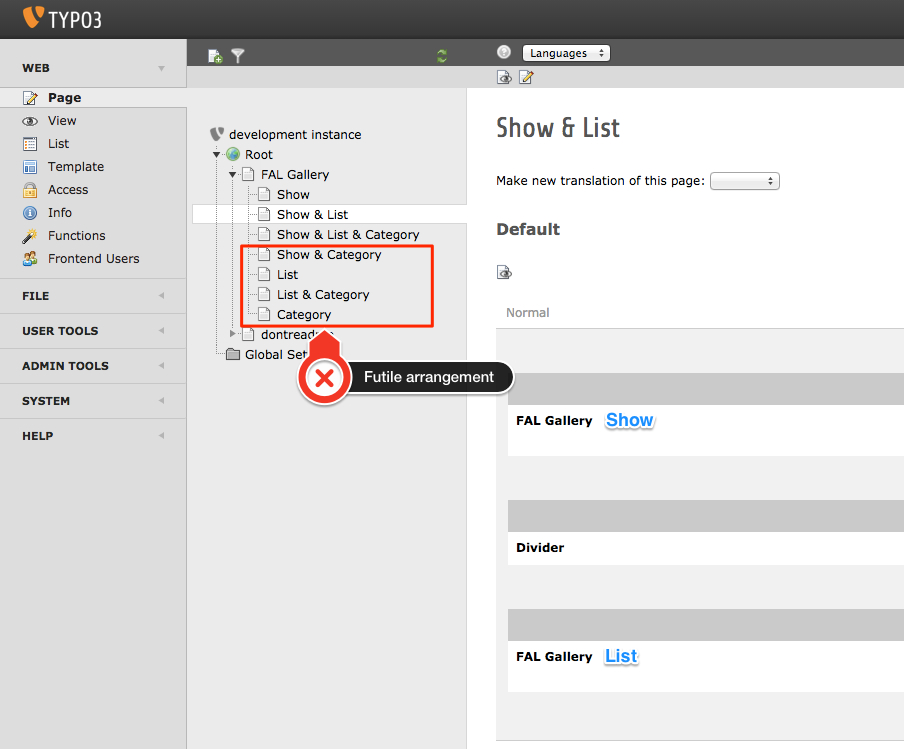 TYPO3
Languages
WEB
Page
View
List
Template
Access
Info
Functions
Frontend Users
FILE
USER TOOLS
ADMIN TOOLS
SYSTEM
HELP
development instance
Root
FAL Gallery
Show
Show & List
Show & List & Category
Show & Category
List
List & Category
Category
Global Set
Futile arrangement
Show & List
Make new translation of this page:
Default
Normal
FAL Gallery Show
Divider
FAL Gallery List